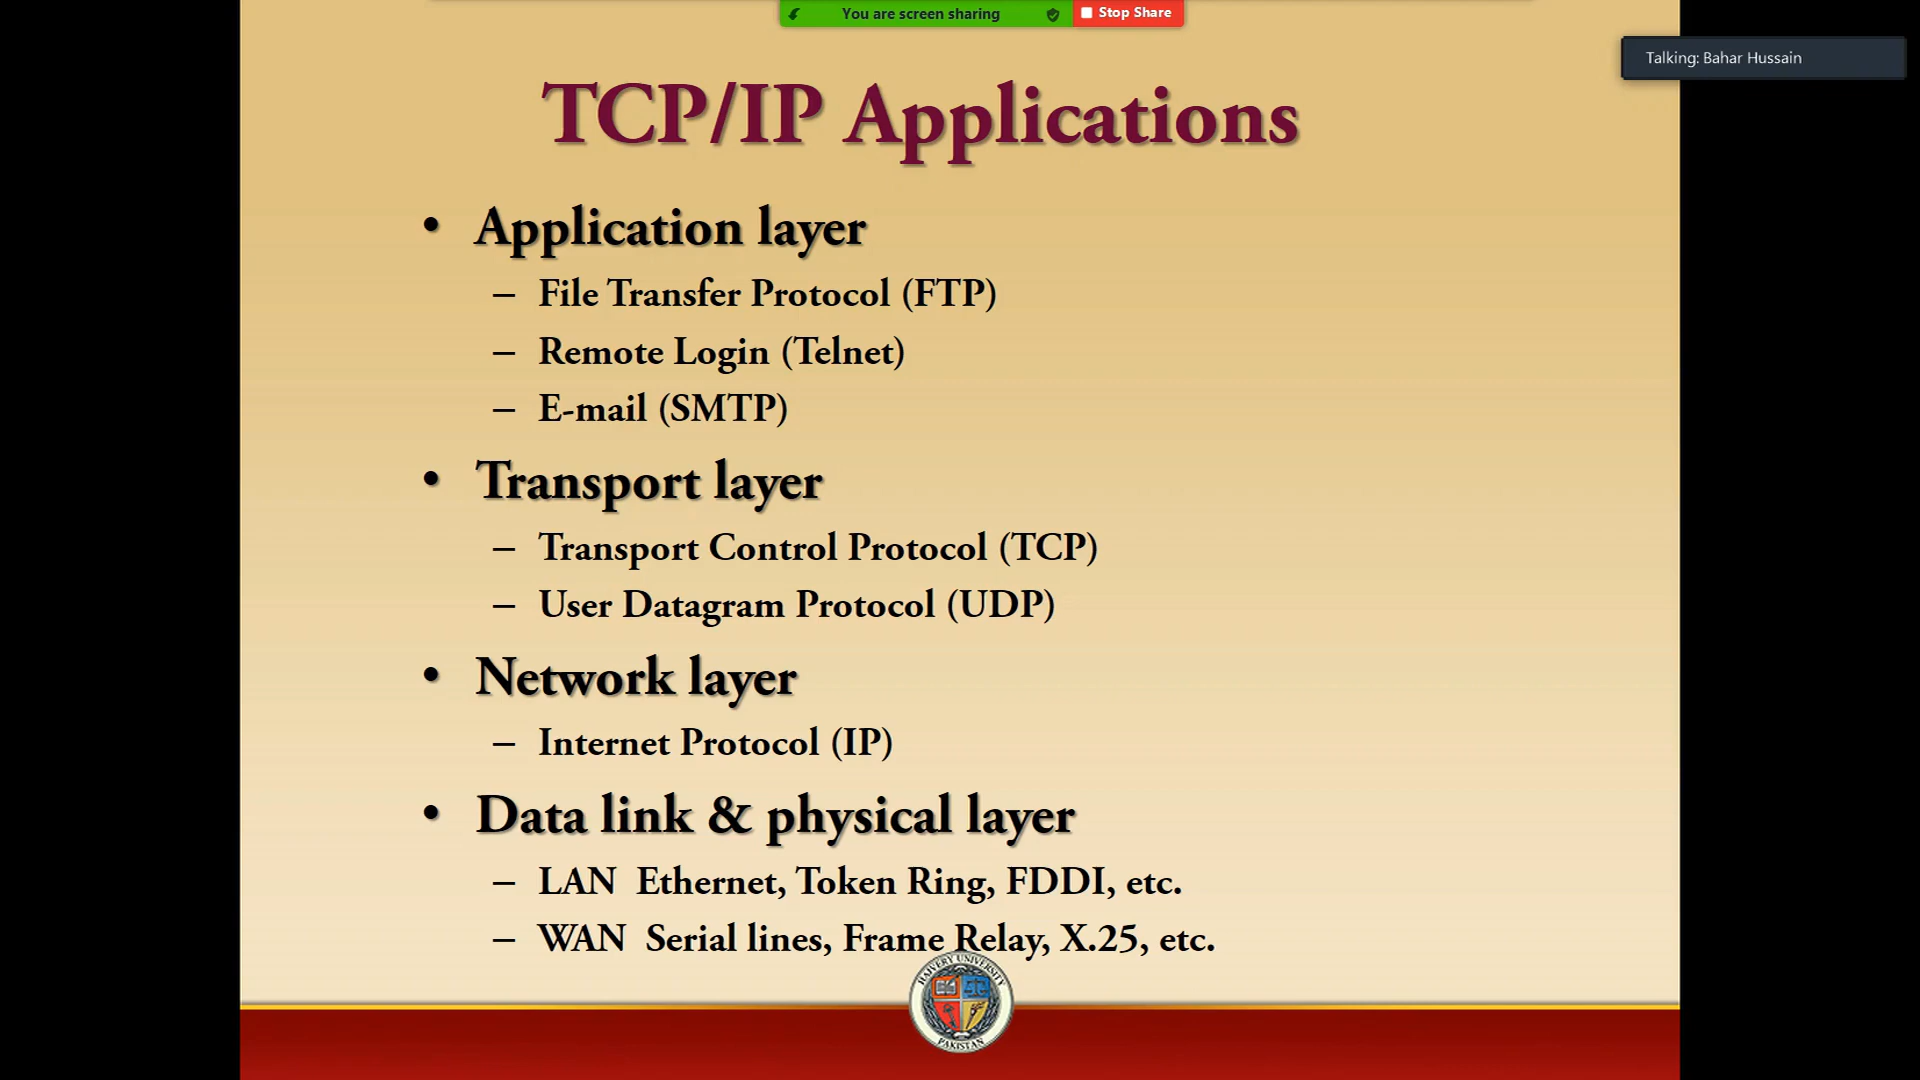 You are screen sharing
Stop Share
Talking: Bahar Hussain
TCP/IP Applications
• Application layer
– File Transfer Protocol (FTP)
– Remote Login (Telnet)
– E-mail (SMTP)
• Transport layer
– Transport Control Protocol (TCP)
– User Datagram Protocol (UDP)
• Network layer
– Internet Protocol (IP)
• Data link & physical layer
– LAN Ethernet, Token Ring, FDDI, etc.
– WAN Serial lines, Frame Relay, X.25, etc.
UNIVERSITY
PAKISTAN